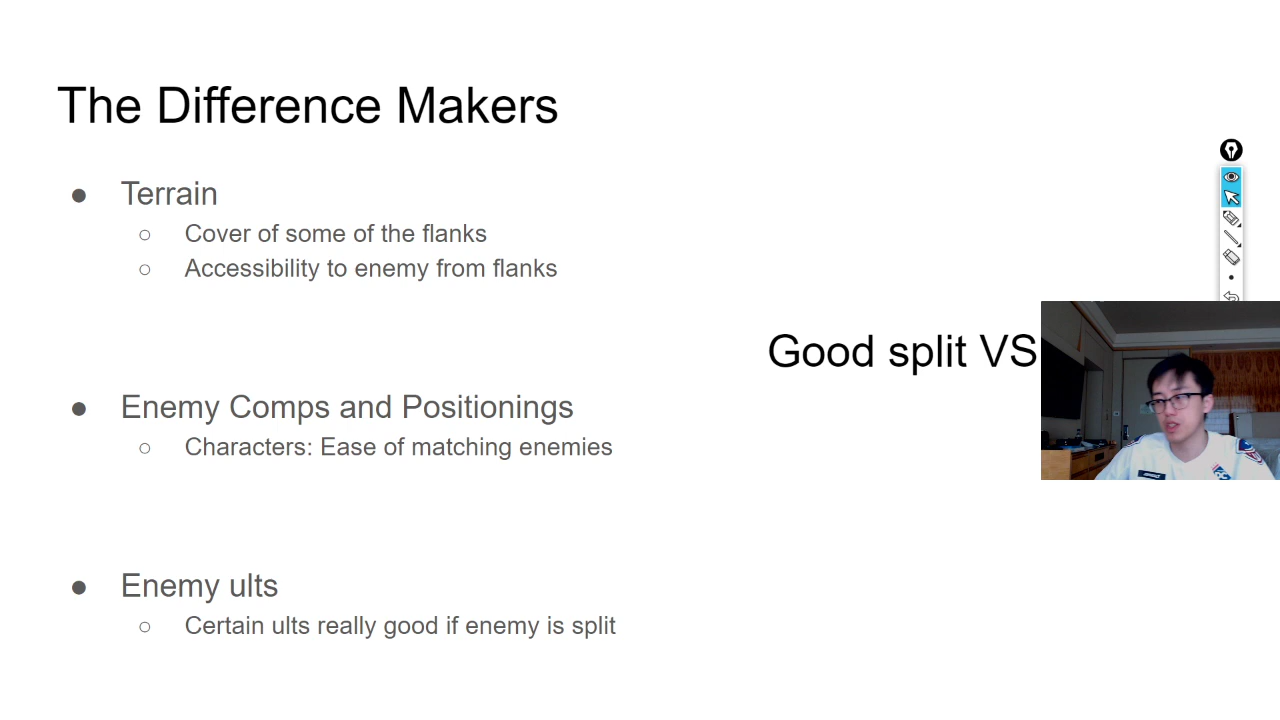 The Difference Makers
● Terrain
○ Cover of some of the flanks
○ Accessibility to enemy from flanks
Good split VS
● Enemy Comps and Positionings
○ Characters: Ease of matching enemies
● Enemy ults
○ Certain ults really good if enemy is split